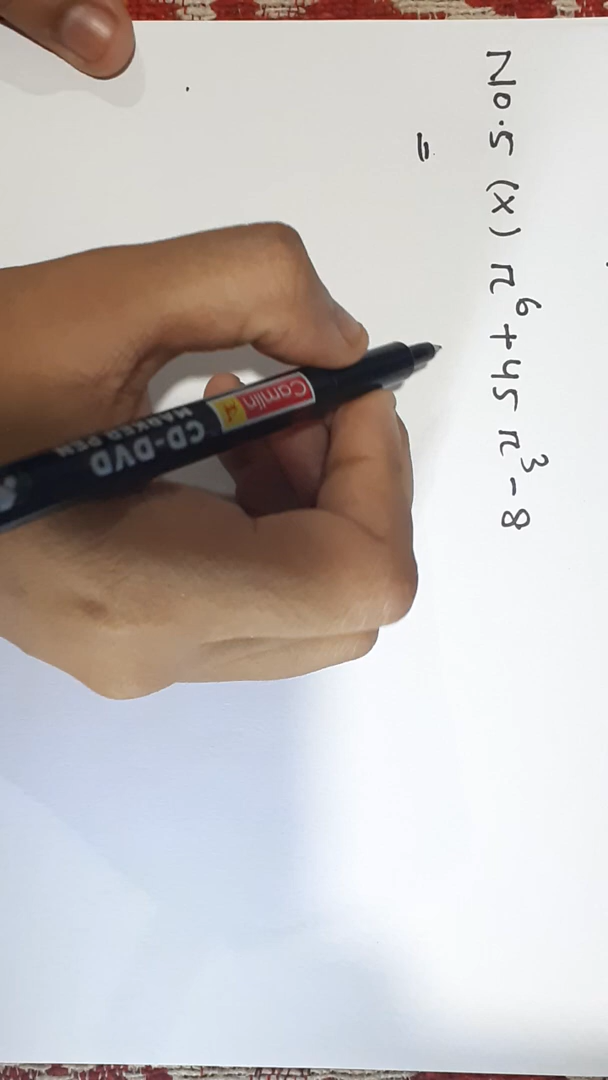 No.5 (x) x⁶+45x³-8
=
Camlin
CD-DVD
MARKER PEN